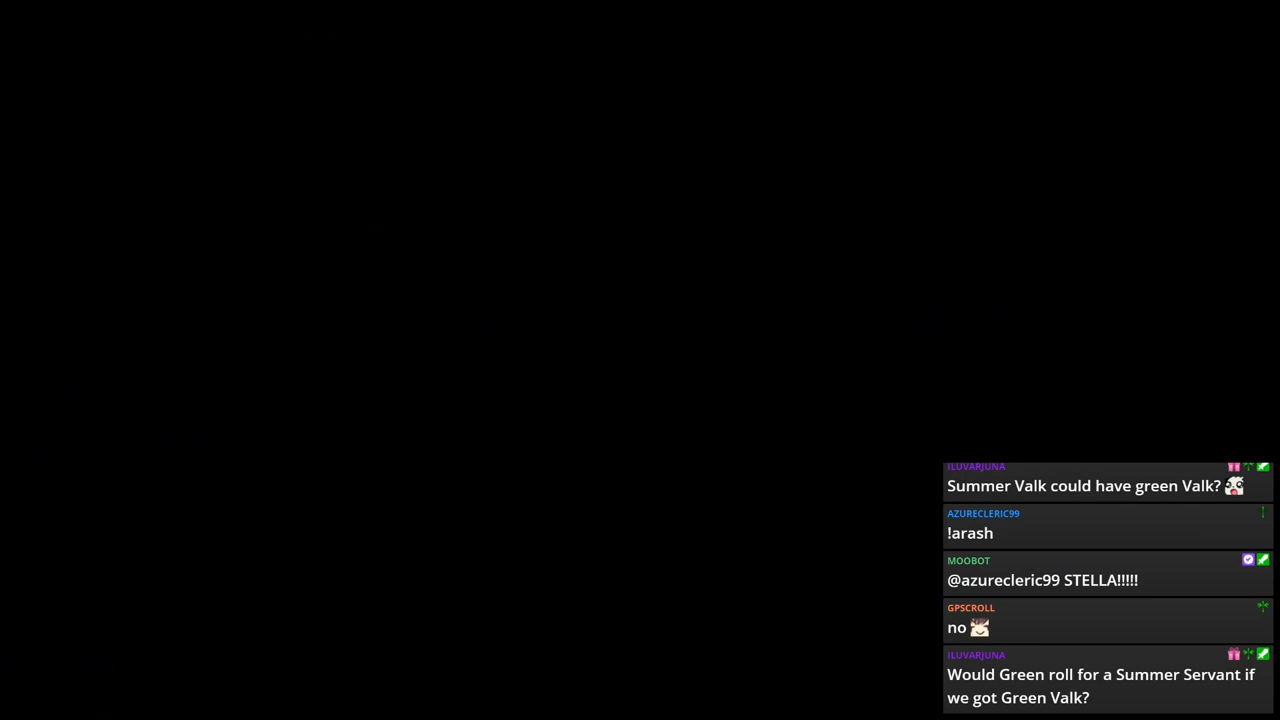 ILUVARJUNA
Summer Valk could have green Valk?
AZURECLERIC99
!arash
MOOBOT
@azurecleric99 STELLA!!!!!
GPSCROLL
no
ILUVARJUNA
Would Green roll for a Summer Servant if
we got Green Valk?